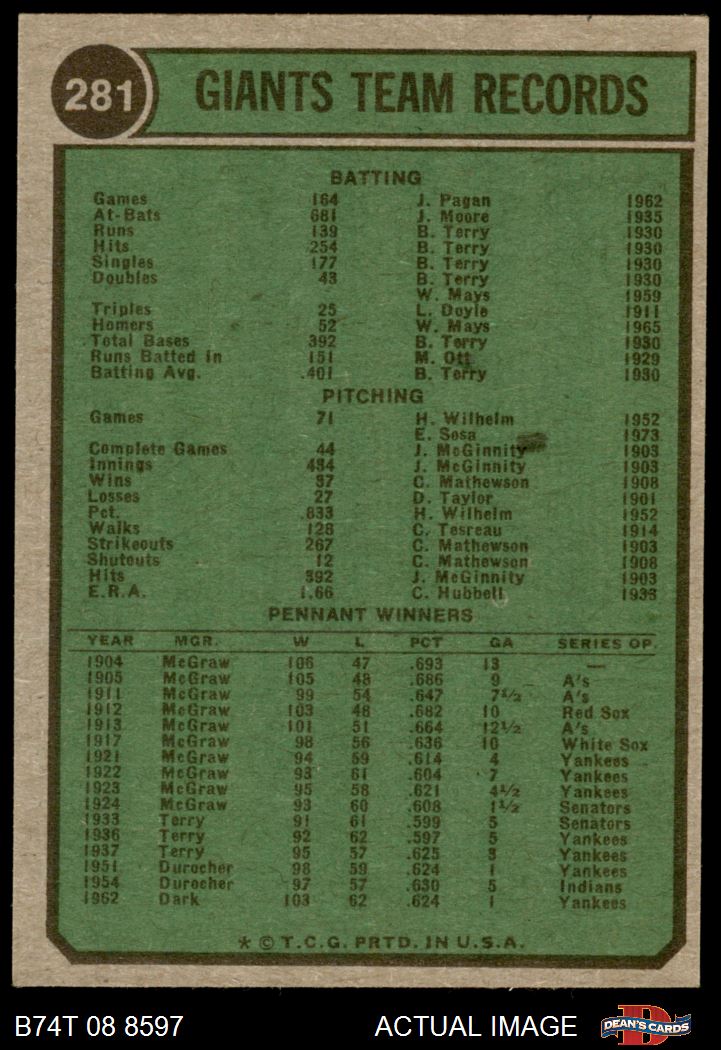 281 GIANTS TEAM RECORDS
BATTING
Games 164 J. Pagan 1962
At-Bats 681 J. Moore 1935
Runs 139 B. Terry 1930
Hits 254 B. Terry 1930
Singles 177 B. Terry 1930
Doubles 43 B. Terry 1930
W. Mays 1959
Triples 25 L. Doyle 1911
Homers 52 W. Mays 1965
Total Bases 392 B. Terry 1930
Runs Batted In 151 M. Ott 1929
Batting Avg. .401 B. Terry 1930
PITCHING
Games 71 H. Wilhelm 1952
E. Sosa 1973
Complete Games 44 J. McGinnity 1903
Innings 434 J. McGinnity 1903
Wins 37 C. Mathewson 1908
Losses 27 D. Taylor 1901
Pct. .833 H. Wilhelm 1952
Walks 128 C. Tesreau 1914
Strikeouts 267 C. Mathewson 1903
Shutouts 12 C. Mathewson 1908
Hits 392 J. McGinnity 1903
E.R.A. 1.66 C. Hubbell 1933
PENNANT WINNERS
YEAR MGR. W L PCT GA SERIES OP.
1904 McGraw 106 47 .693 13 —
1905 McGraw 105 48 .686 9 A's
1911 McGraw 99 54 .647 7½ A's
1912 McGraw 103 48 .682 10 Red Sox
1913 McGraw 101 51 .664 12½ A's
1917 McGraw 98 56 .636 10 White Sox
1921 McGraw 94 59 .614 4 Yankees
1922 McGraw 93 61 .604 7 Yankees
1923 McGraw 95 58 .621 4½ Yankees
1924 McGraw 93 60 .608 1½ Senators
1933 Terry 91 61 .599 5 Senators
1936 Terry 92 62 .597 5 Yankees
1937 Terry 95 57 .625 3 Yankees
1951 Durocher 98 59 .624 1 Yankees
1954 Durocher 97 57 .630 5 Indians
1962 Dark 103 62 .624 1 Yankees
* © T.C.G. PRTD. IN U.S.A.
B74T 08 8597 ACTUAL IMAGE D DEAN'S CARDS